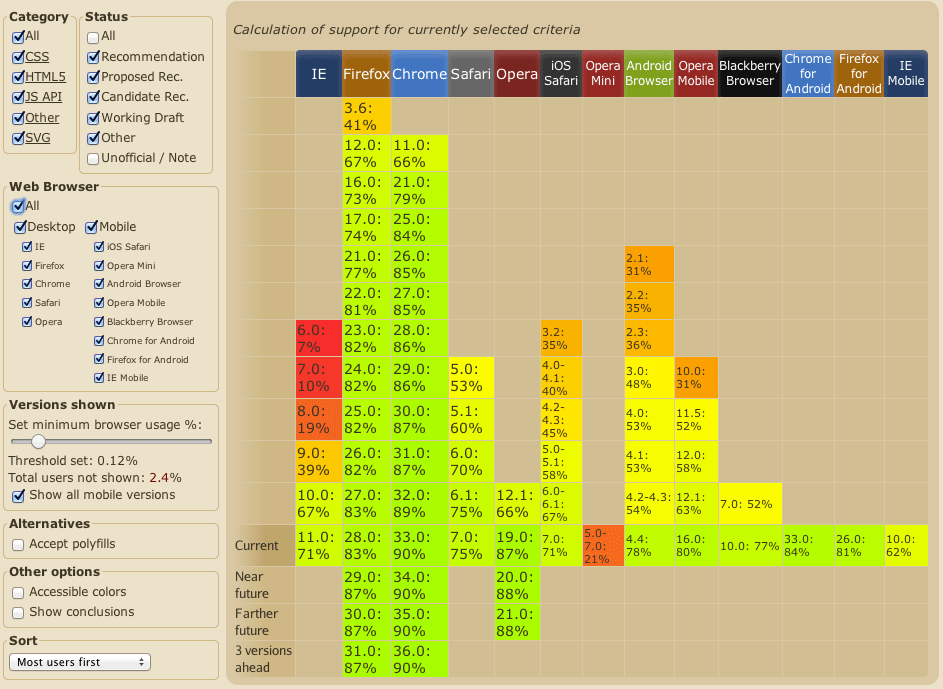 Category
All
CSS
HTML5
JS API
Other
SVG
Status
All
Recommendation
Proposed Rec.
Candidate Rec.
Working Draft
Other
Unofficial / Note
Web Browser
All
Desktop
IE
Firefox
Chrome
Safari
Opera
Mobile
iOS Safari
Opera Mini
Android Browser
Opera Mobile
Blackberry Browser
Chrome for Android
Firefox for Android
IE Mobile
Versions shown
Set minimum browser usage %:
Threshold set: 0.12%
Total users not shown: 2.4%
Show all mobile versions
Alternatives
Accept polyfills
Other options
Accessible colors
Show conclusions
Sort
Most users first
Calculation of support for currently selected criteria
IE Firefox Chrome Safari Opera iOS Safari Opera Mini Android Browser Opera Mobile Blackberry Browser Chrome for Android Firefox for Android IE Mobile
3.6: 41%
12.0: 67% 11.0: 66%
16.0: 73% 21.0: 79%
17.0: 74% 25.0: 84%
21.0: 77% 26.0: 85% 2.1: 31%
22.0: 81% 27.0: 85% 2.2: 35%
6.0: 7% 23.0: 82% 28.0: 86% 3.2: 35% 2.3: 36%
7.0: 10% 24.0: 82% 29.0: 86% 5.0: 53% 4.0-4.1: 40% 3.0: 48% 10.0: 31%
8.0: 19% 25.0: 82% 30.0: 87% 5.1: 60% 4.2-4.3: 45% 4.0: 53% 11.5: 52%
9.0: 39% 26.0: 82% 31.0: 87% 6.0: 70% 5.0-5.1: 58% 4.1: 53% 12.0: 58%
10.0: 67% 27.0: 83% 32.0: 89% 6.1: 75% 12.1: 66% 6.0-6.1: 67% 4.2-4.3: 54% 12.1: 63% 7.0: 52%
Current 11.0: 71% 28.0: 83% 33.0: 90% 7.0: 75% 19.0: 87% 7.0: 71% 5.0-7.0: 21% 4.4: 78% 16.0: 80% 10.0: 77% 33.0: 84% 26.0: 81% 10.0: 62%
Near future 29.0: 87% 34.0: 90% 20.0: 88%
Farther future 30.0: 87% 35.0: 90% 21.0: 88%
3 versions ahead 31.0: 87% 36.0: 90%